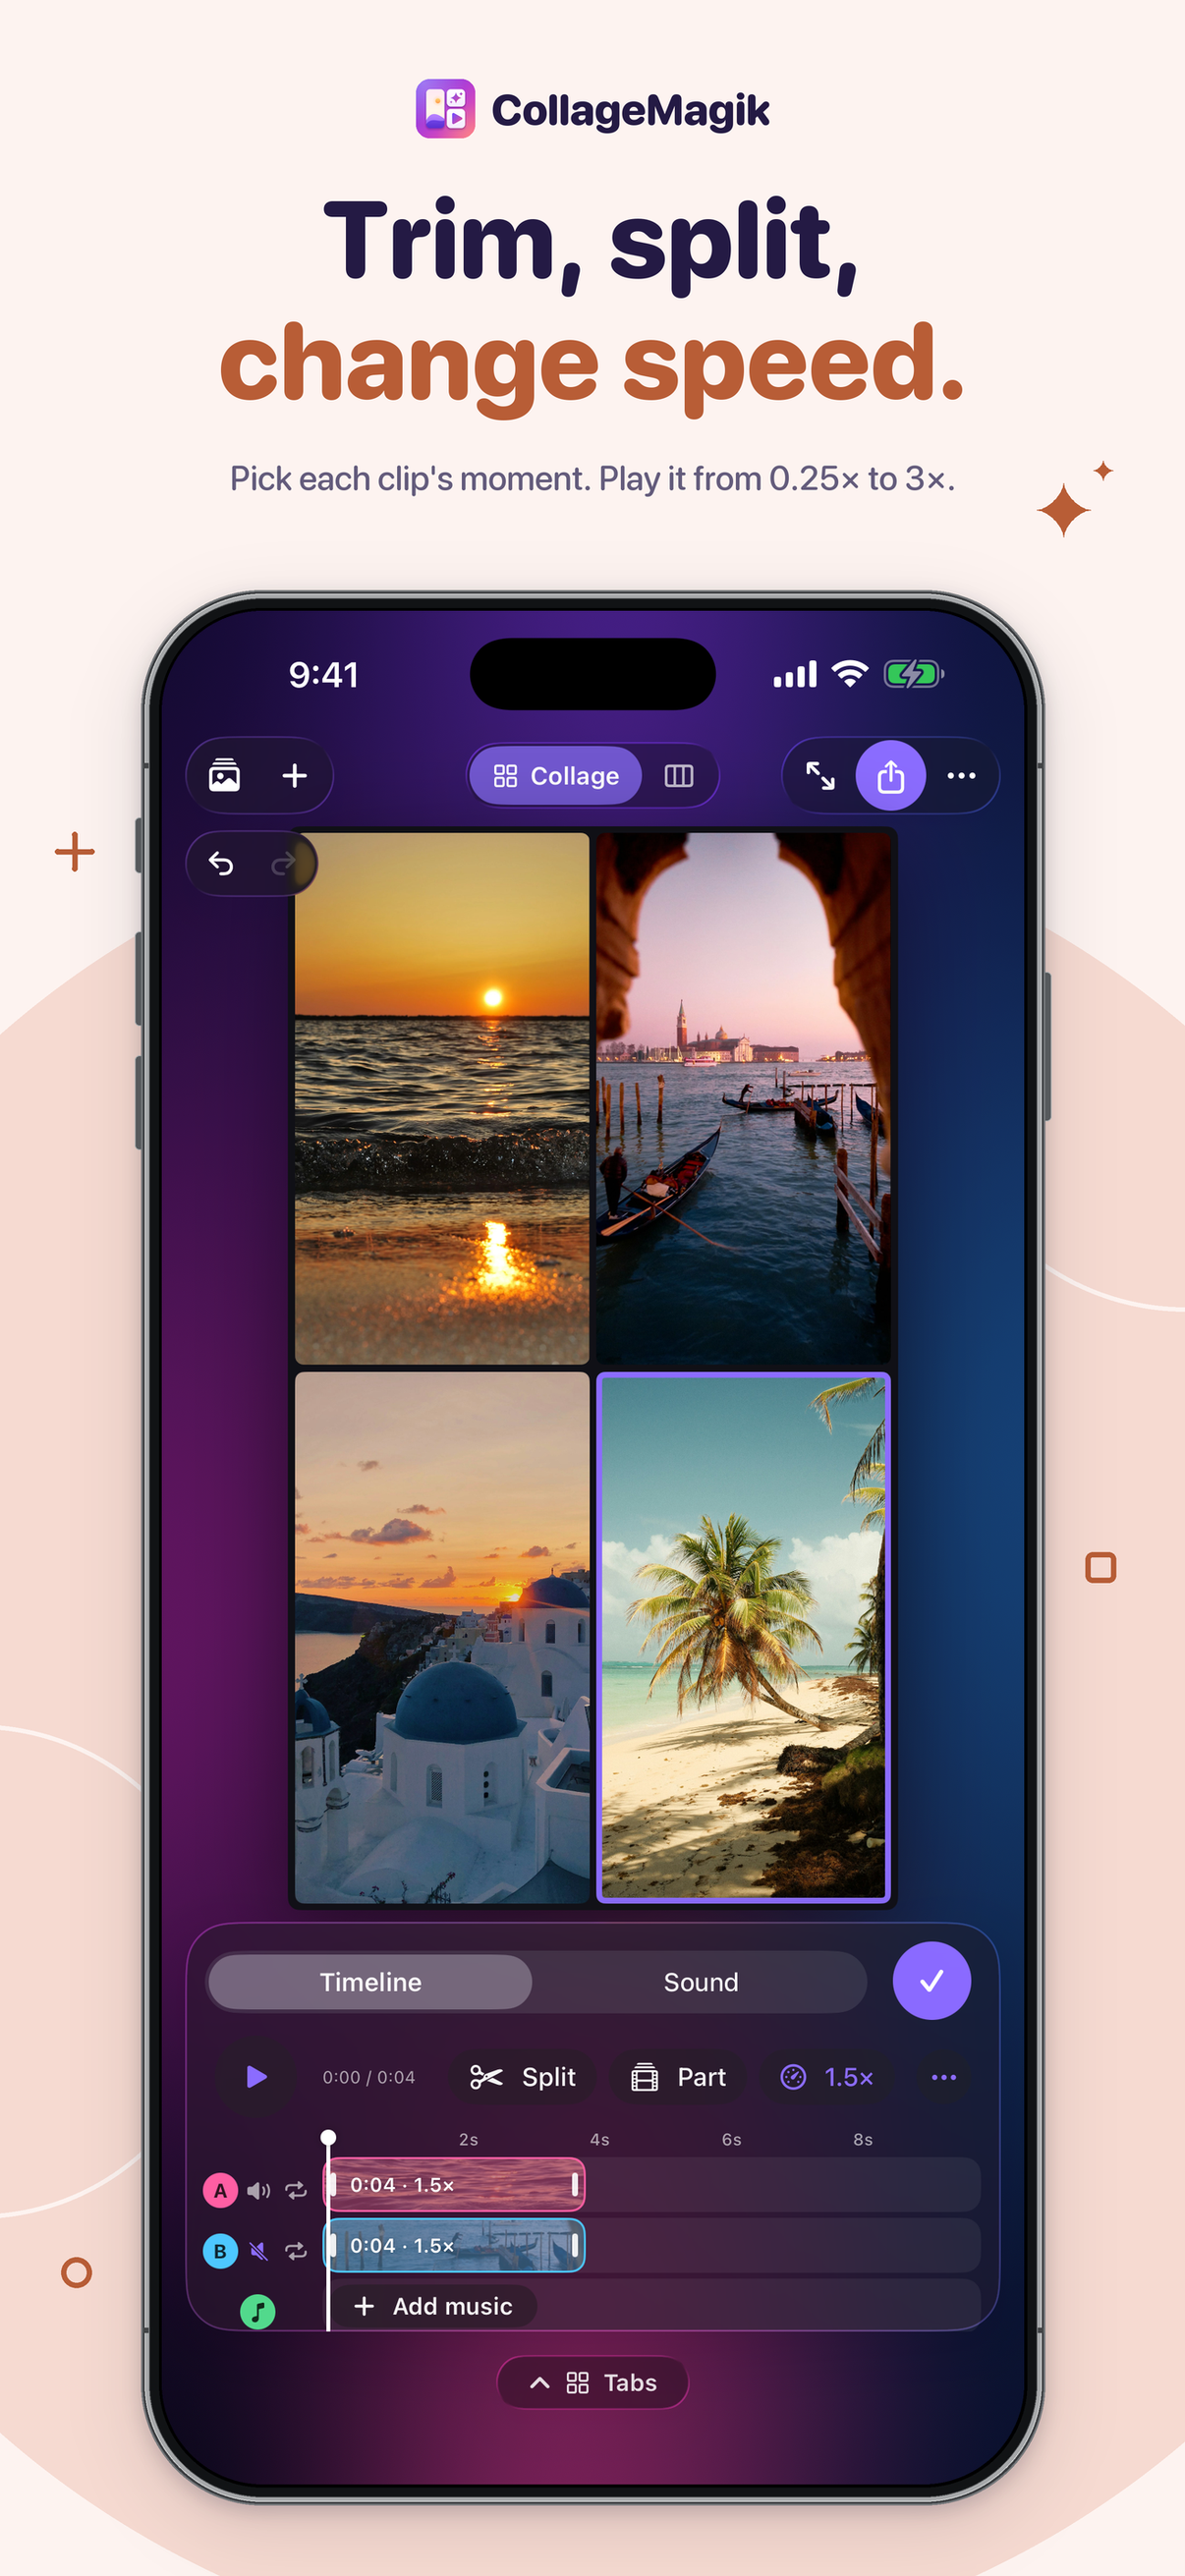 CollageMagik
Trim, split,
change speed.
Pick each clip's moment. Play it from 0.25× to 3×.
9:41
Collage
Timeline
Sound
0:00 / 0:04
Split
Part
1.5×
2s
4s
6s
8s
A
0:04 · 1.5×
B
0:04 · 1.5×
Add music
Tabs